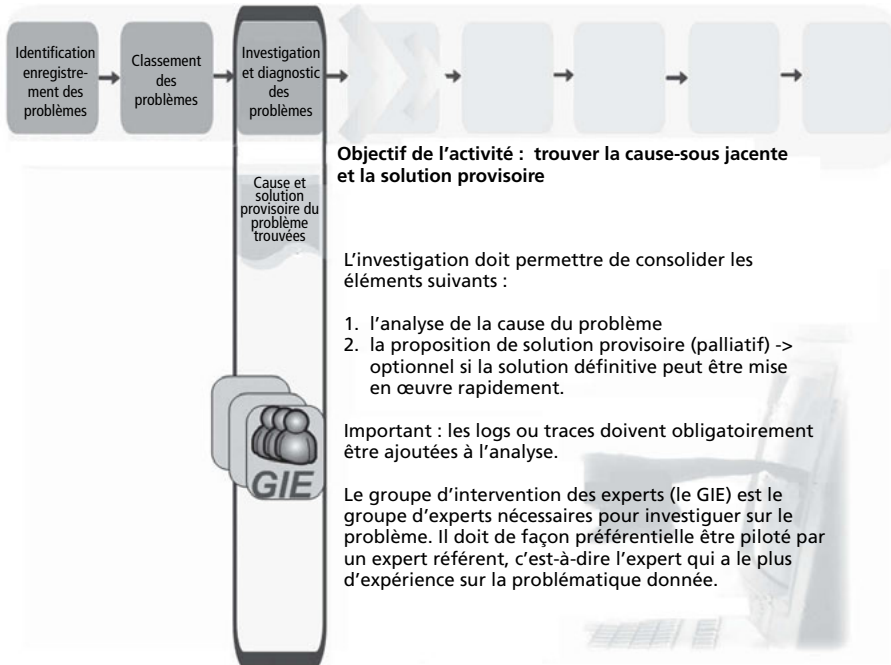 Identification
enregistre-
ment des
problèmes
Classement
des
problèmes
Investigation
et diagnostic
des
problèmes
Objectif de l'activité : trouver la cause-sous jacente
et la solution provisoire
Cause et
solution
provisoire du
problème
trouvées
L'investigation doit permettre de consolider les
éléments suivants :
1. l'analyse de la cause du problème
2. la proposition de solution provisoire (palliatif) ->
optionnel si la solution définitive peut être mise
en œuvre rapidement.
Important : les logs ou traces doivent obligatoirement
être ajoutées à l'analyse.
GIE
Le groupe d'intervention des experts (le GIE) est le
groupe d'experts nécessaires pour investiguer sur le
problème. Il doit de façon préférentielle être piloté par
un expert référent, c'est-à-dire l'expert qui a le plus
d'expérience sur la problématique donnée.